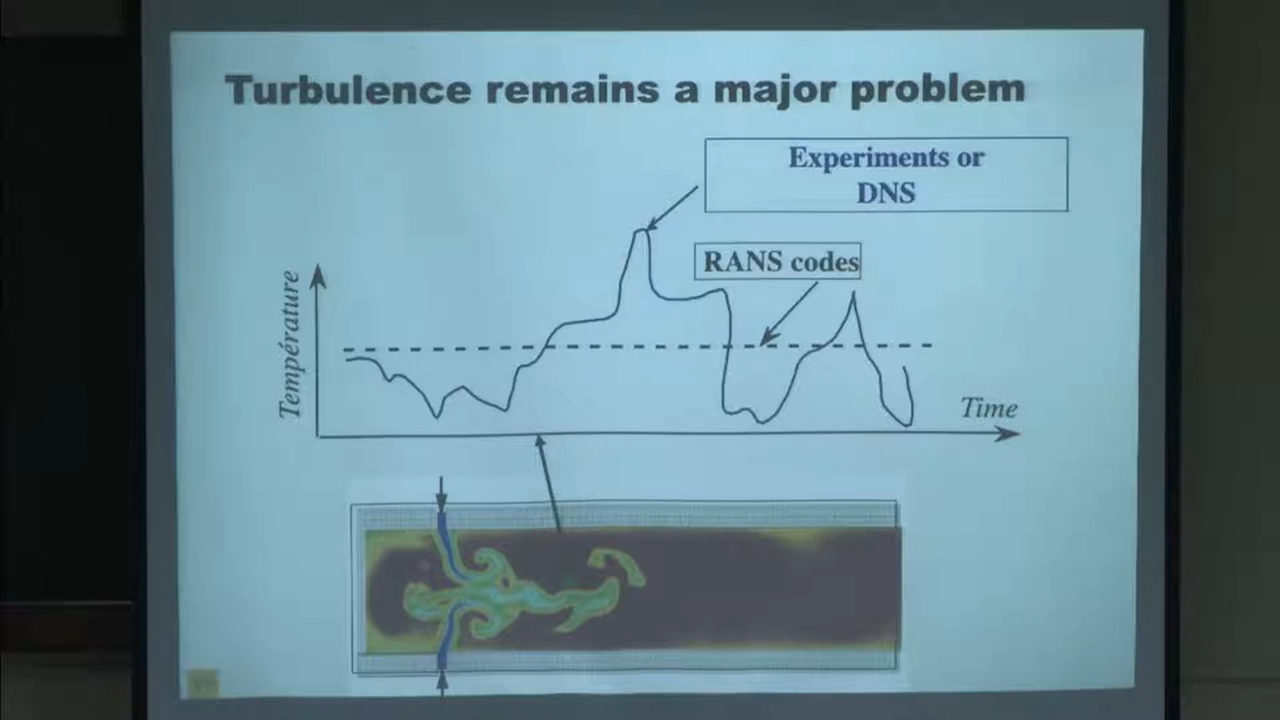 Turbulence remains a major problem
Experiments or
DNS
RANS codes
Température
Time